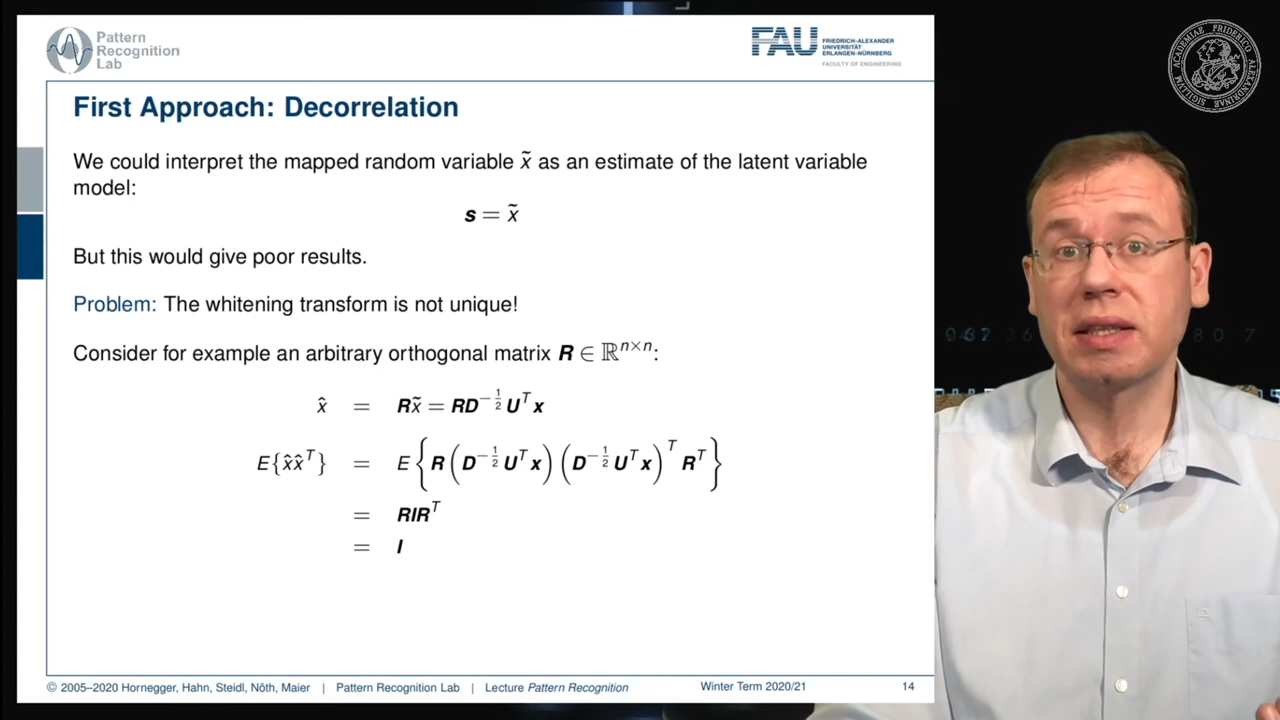 Pattern
Recognition
Lab
FAU
FRIEDRICH-ALEXANDER
UNIVERSITÄT
ERLANGEN-NÜRNBERG
FACULTY OF ENGINEERING
First Approach: Decorrelation
We could interpret the mapped random variable x̃ as an estimate of the latent variable
model:
s = x̃
But this would give poor results.
Problem: The whitening transform is not unique!
Consider for example an arbitrary orthogonal matrix R ∈ ℝⁿˣⁿ:
x̂ = Rx̃ = RD^{-1/2}U^T x
E{x̂x̂^T} = E{R(D^{-1/2}U^T x)(D^{-1/2}U^T x)^T R^T}
= RIR^T
= I
© 2005–2020 Hornegger, Hahn, Steidl, Nöth, Maier | Pattern Recognition Lab | Lecture Pattern Recognition Winter Term 2020/21 14